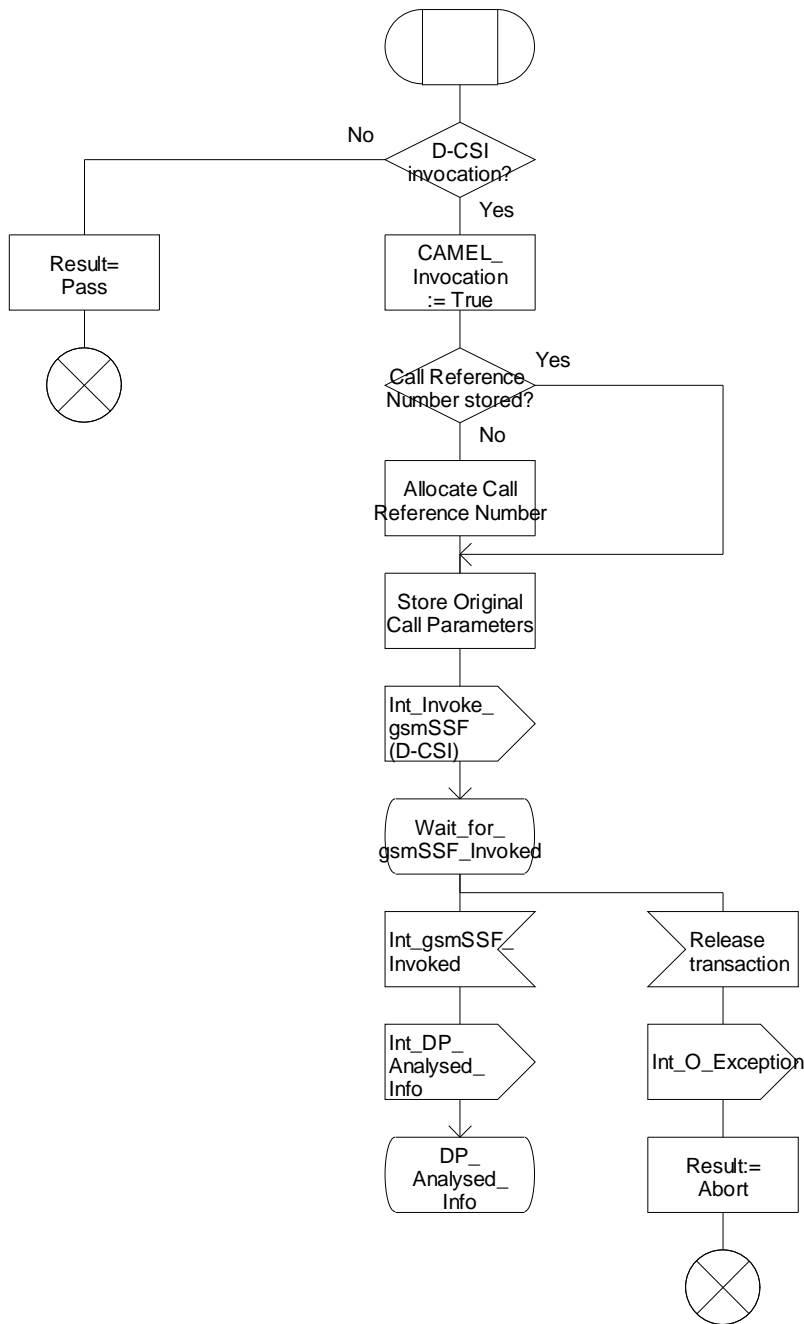 No
D-CSI
invocation?
Yes
Result=
Pass
CAMEL_
Invocation
:= True
Call Reference
Number stored?
Yes
No
Allocate Call
Reference Number
Store Original
Call Parameters
Int_Invoke_
gsmSSF
(D-CSI)
Wait_for_
gsmSSF_Invoked
Int_gsmSSF_
Invoked
Release
transaction
Int_DP_
Analysed_
Info
Int_O_Exception
DP_
Analysed_
Info
Result:=
Abort